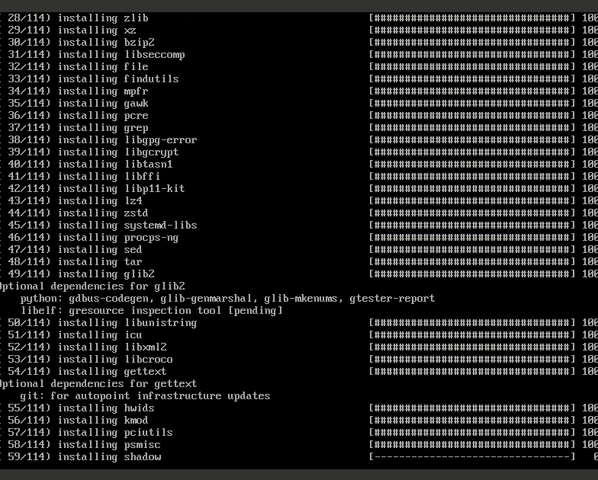 28/114) installing zlib [################################] 100
29/114) installing xz [################################] 100
30/114) installing bzip2 [################################] 100
31/114) installing libseccomp [################################] 100
32/114) installing file [################################] 100
33/114) installing findutils [################################] 100
34/114) installing mpfr [################################] 100
35/114) installing gawk [################################] 100
36/114) installing pcre [################################] 100
37/114) installing grep [################################] 100
38/114) installing libgpg-error [################################] 100
39/114) installing libgcrypt [################################] 100
40/114) installing libtasn1 [################################] 100
41/114) installing libffi [################################] 100
42/114) installing libp11-kit [################################] 100
43/114) installing lz4 [################################] 100
44/114) installing zstd [################################] 100
45/114) installing systemd-libs [################################] 100
46/114) installing procps-ng [################################] 100
47/114) installing sed [################################] 100
48/114) installing tar [################################] 100
49/114) installing glib2 [################################] 100
Optional dependencies for glib2
python: gdbus-codegen, glib-genmarshal, glib-mkenums, gtester-report
libelf: gresource inspection tool [pending]
50/114) installing libunistring [################################] 100
51/114) installing icu [################################] 100
52/114) installing libxml2 [################################] 100
53/114) installing libcroco [################################] 100
54/114) installing gettext [################################] 100
Optional dependencies for gettext
git: for autopoint infrastructure updates
55/114) installing hwids [################################] 100
56/114) installing kmod [################################] 100
57/114) installing pciutils [################################] 100
58/114) installing psmisc [################################] 100
59/114) installing shadow [--------------------------------] 0